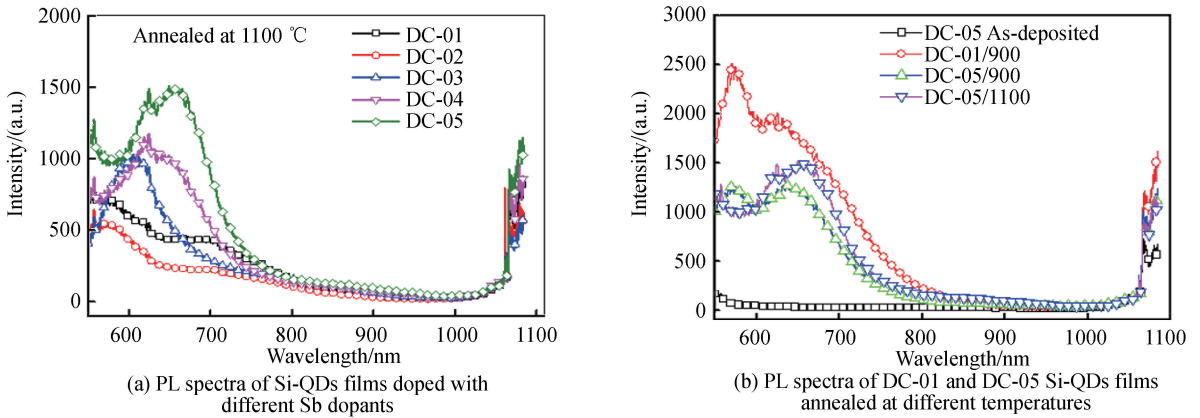 2000
Annealed at 1100 ℃
DC-01
DC-02
DC-03
DC-04
DC-05
1500
1000
500
0
Intensity/(a.u.)
600 700 800 900 1000 1100
Wavelength/nm
(a) PL spectra of Si-QDs films doped with
different Sb dopants
3000
DC-05 As-deposited
DC-01/900
DC-05/900
DC-05/1100
2500
2000
1500
1000
500
0
Intensity/(a.u.)
600 700 800 900 1000 1100
Wavelength/nm
(b) PL spectra of DC-01 and DC-05 Si-QDs films
annealed at different temperatures